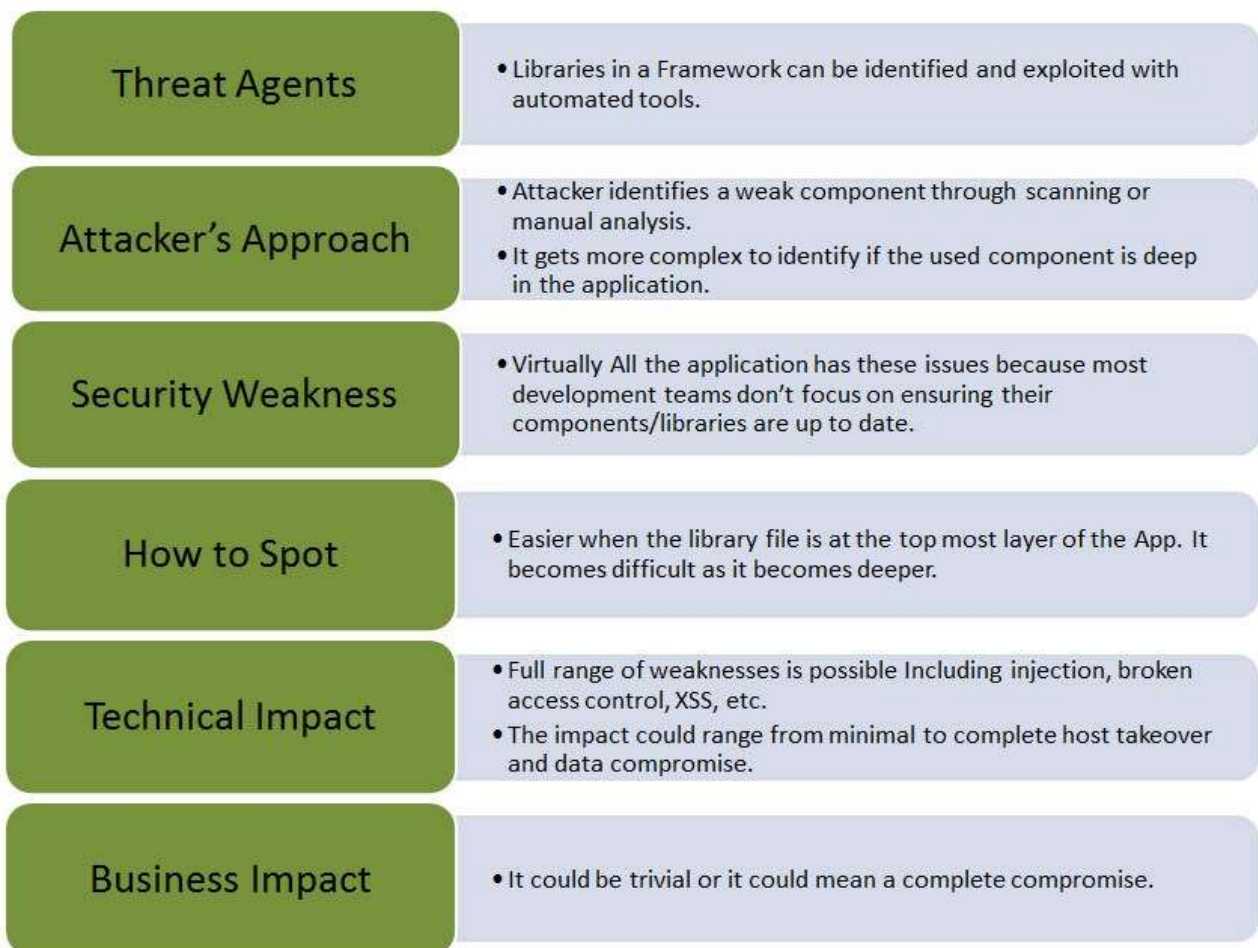 Threat Agents
• Libraries in a Framework can be identified and exploited with
automated tools.
Attacker’s Approach
• Attacker identifies a weak component through scanning or
manual analysis.
• It gets more complex to identify if the used component is deep
in the application.
Security Weakness
• Virtually All the application has these issues because most
development teams don’t focus on ensuring their
components/libraries are up to date.
How to Spot
• Easier when the library file is at the top most layer of the App. It
becomes difficult as it becomes deeper.
Technical Impact
• Full range of weaknesses is possible Including injection, broken
access control, XSS, etc.
• The impact could range from minimal to complete host takeover
and data compromise.
Business Impact
• It could be trivial or it could mean a complete compromise.